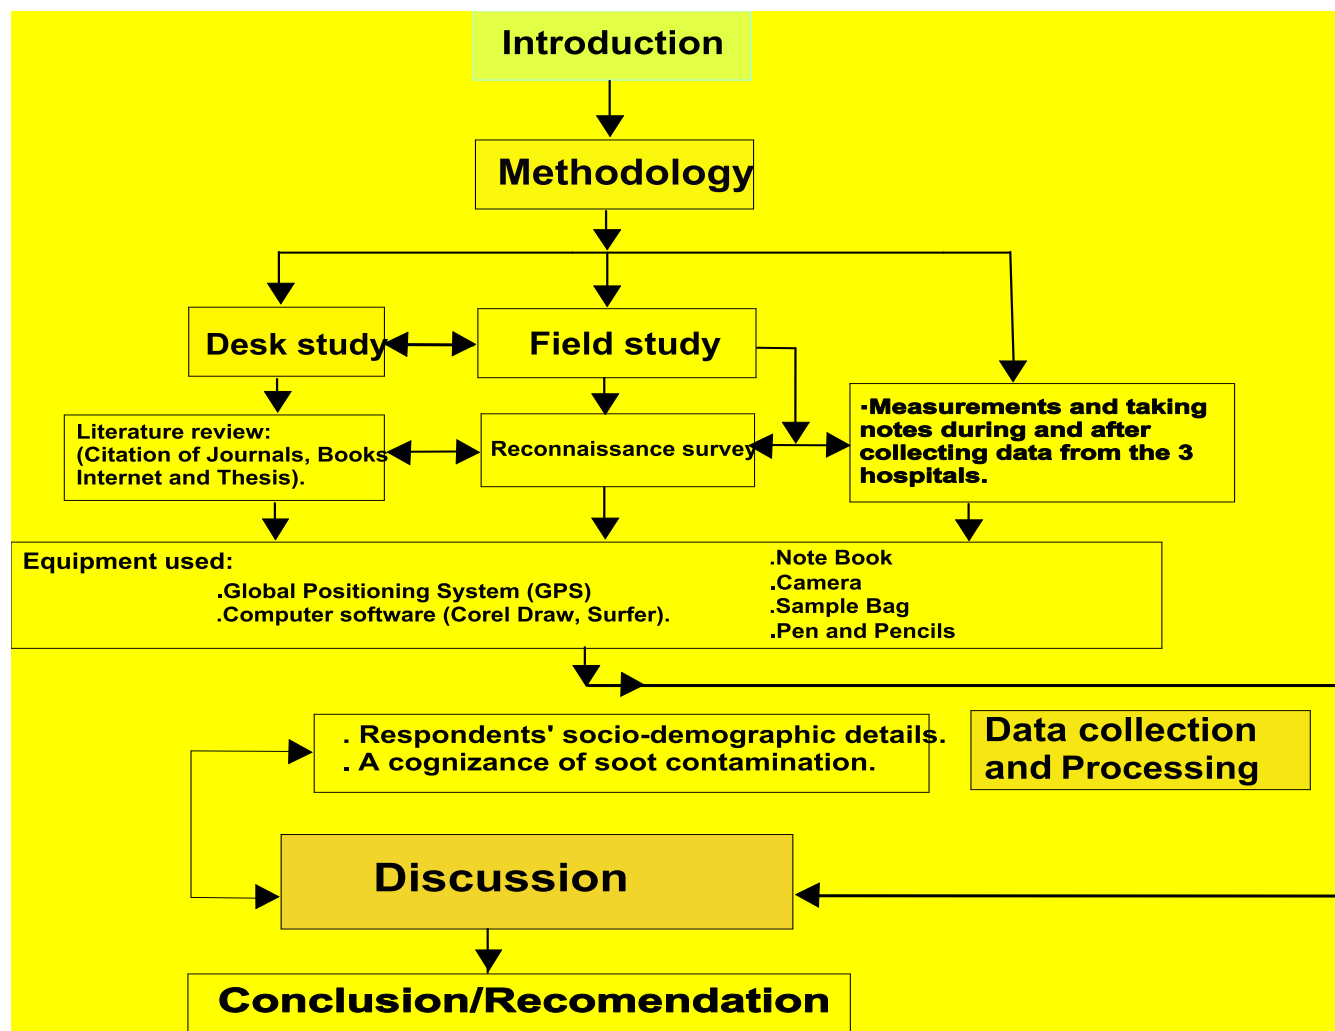 Introduction
Methodology
Desk study
Field study
Literature review:
(Citation of Journals, Books
Internet and Thesis).
Reconnaissance survey
·Measurements and taking
notes during and after
collecting data from the 3
hospitals.
Equipment used:
.Global Positioning System (GPS)
.Computer software (Corel Draw, Surfer).
.Note Book
.Camera
.Sample Bag
.Pen and Pencils
. Respondents' socio-demographic details.
. A cognizance of soot contamination.
Data collection
and Processing
Discussion
Conclusion/Recomendation